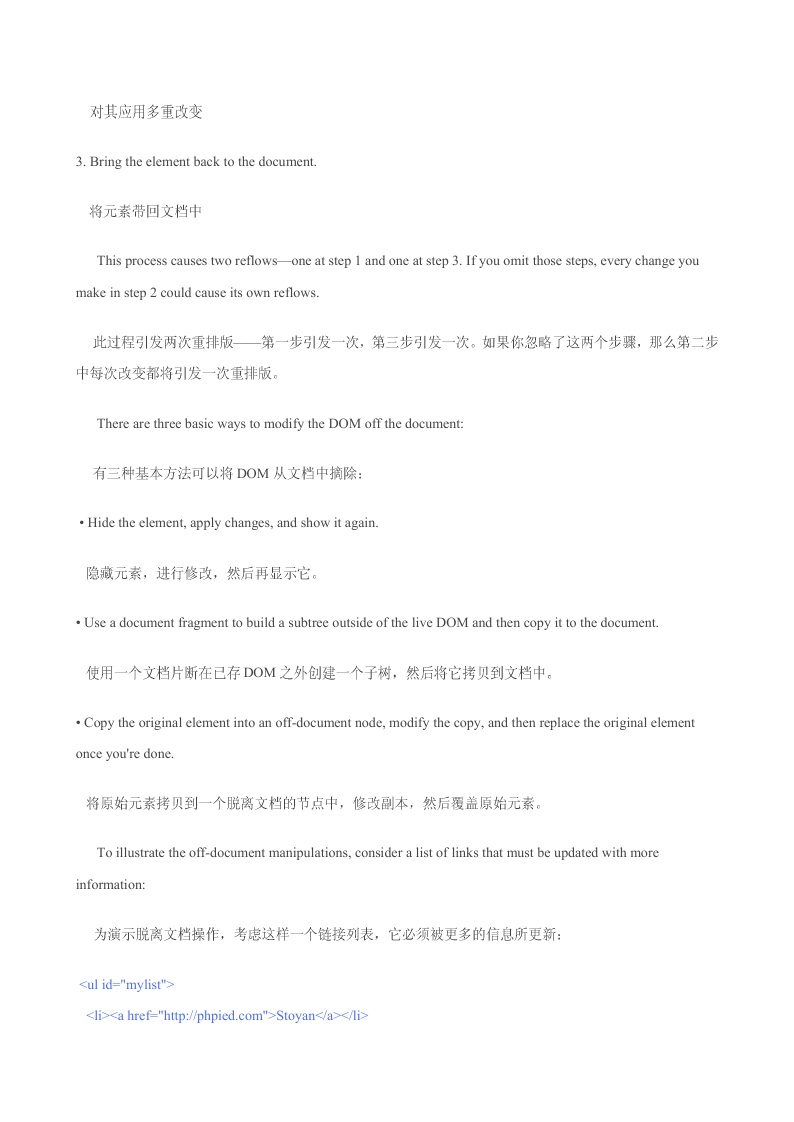 对其应用多重改变
3. Bring the element back to the document.
将元素带回文档中
This process causes two reflows—one at step 1 and one at step 3. If you omit those steps, every change you
make in step 2 could cause its own reflows.
此过程引发两次重排版——第一步引发一次，第三步引发一次。如果你忽略了这两个步骤，那么第二步
中每次改变都将引发一次重排版。
There are three basic ways to modify the DOM off the document:
有三种基本方法可以将 DOM 从文档中摘除：
• Hide the element, apply changes, and show it again.
隐藏元素，进行修改，然后再显示它。
• Use a document fragment to build a subtree outside of the live DOM and then copy it to the document.
使用一个文档片断在已存 DOM 之外创建一个子树，然后将它拷贝到文档中。
• Copy the original element into an off-document node, modify the copy, and then replace the original element
once you're done.
将原始元素拷贝到一个脱离文档的节点中，修改副本，然后覆盖原始元素。
To illustrate the off-document manipulations, consider a list of links that must be updated with more
information:
为演示脱离文档操作，考虑这样一个链接列表，它必须被更多的信息所更新：
<ul id="mylist">
<li><a href="http://phpied.com">Stoyan</a></li>